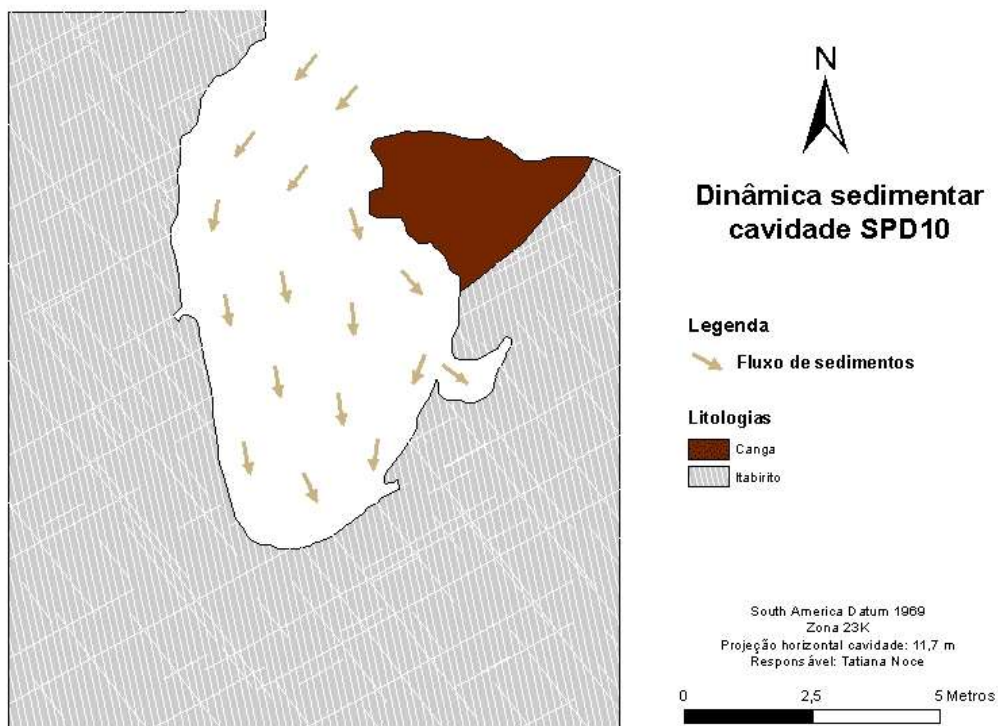 N
Dinâmica sedimentar
cavidade SPD10
Legenda
Fluxo de sedimentos
Litologias
Canga
Itabirito
South America Datum 1969
Zona 23K
Projeção horizontal cavidade: 11,7 m
Responsável: Tatiana Noce
0 2,5 5 Metros